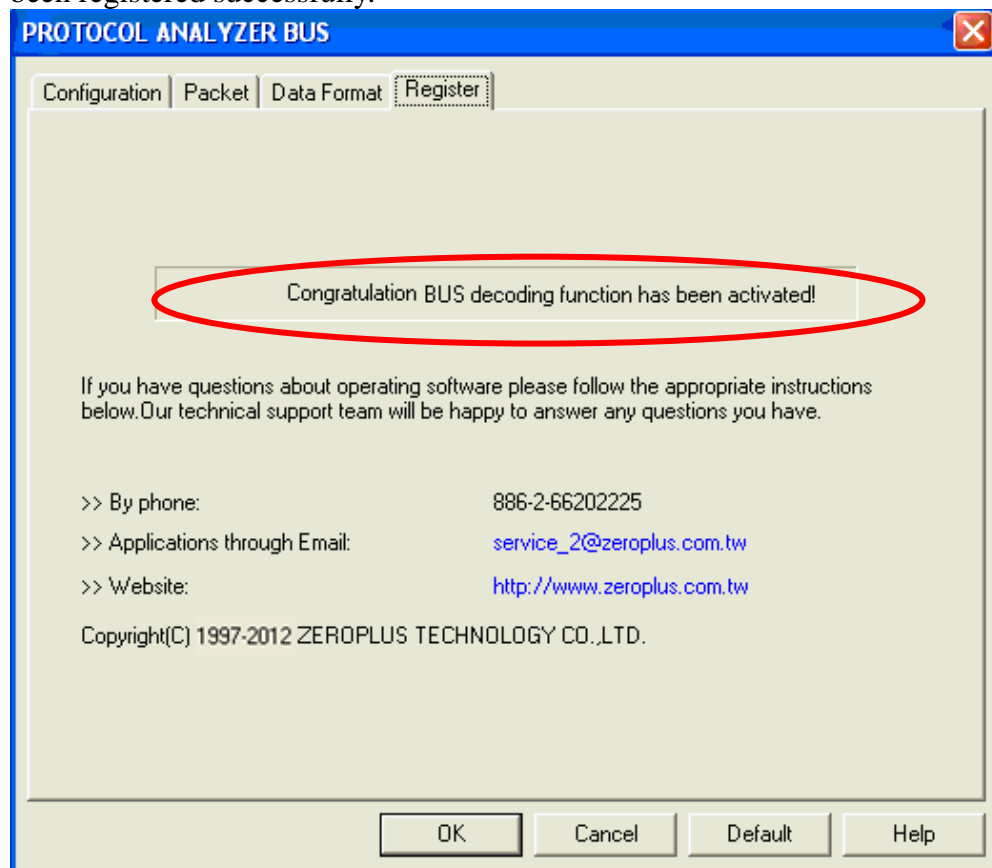 been registered successfully.
PROTOCOL ANALYZER BUS
Configuration Packet Data Format Register
Congratulation BUS decoding function has been activated!
If you have questions about operating software please follow the appropriate instructions
below.Our technical support team will be happy to answer any questions you have.
>> By phone: 886-2-66202225
>> Applications through Email: service_2@zeroplus.com.tw
>> Website: http://www.zeroplus.com.tw
Copyright(C) 1997-2012 ZEROPLUS TECHNOLOGY CO.,LTD.
OK Cancel Default Help